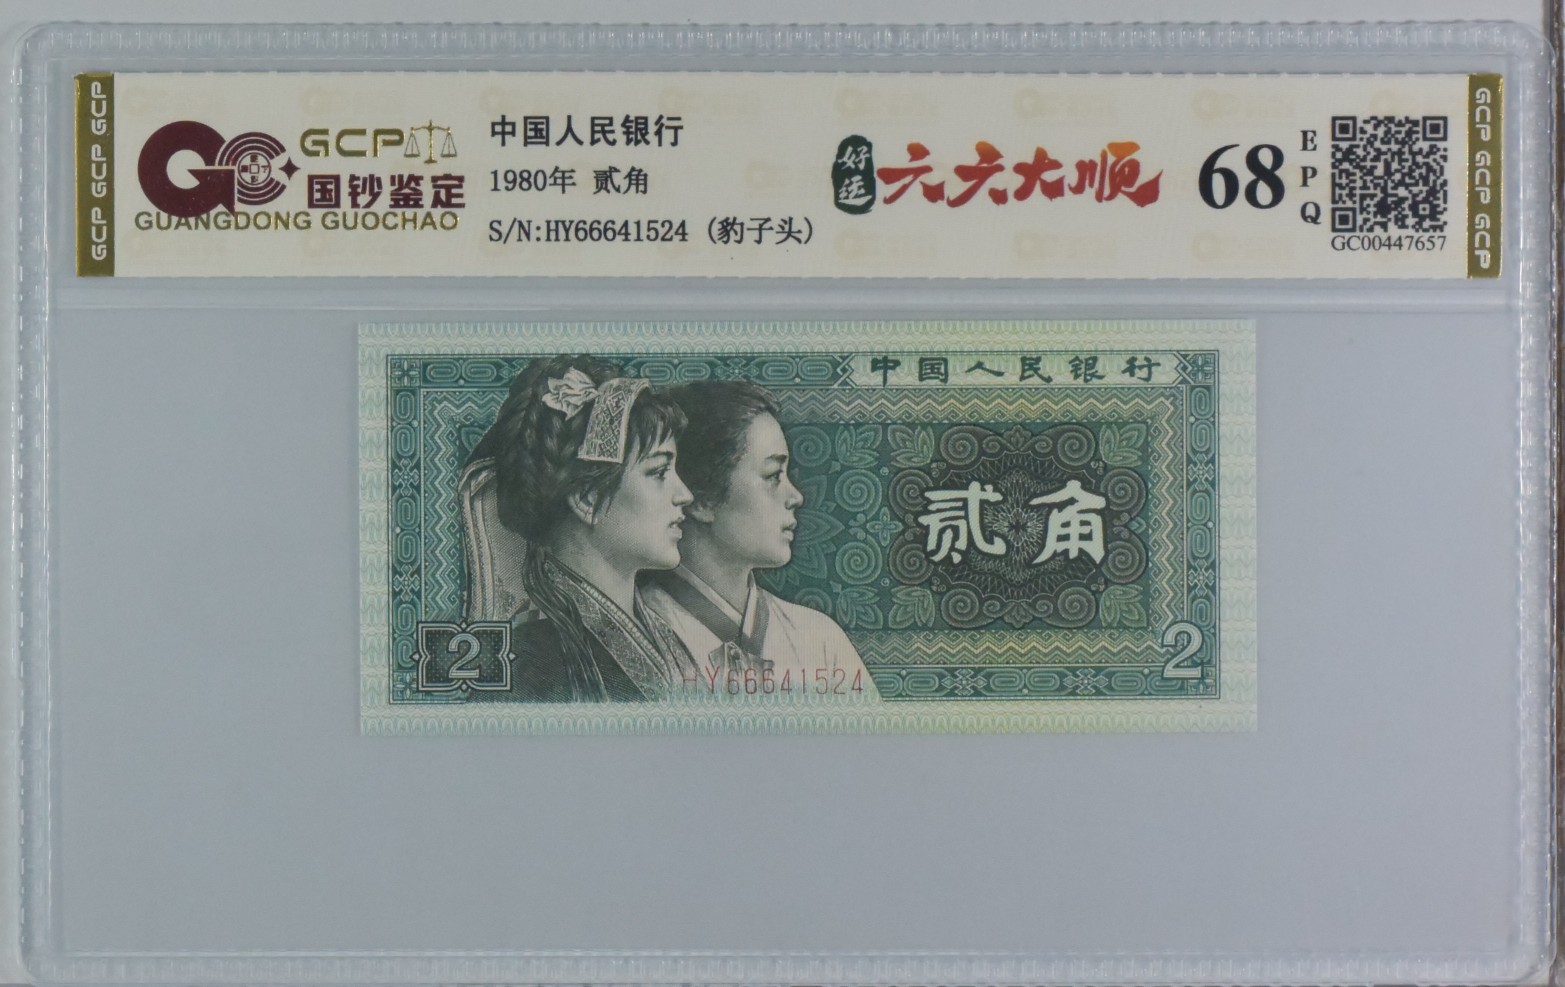 GCP GCP GCP
GCP
国钞鉴定
GUANGDONG GUOCHAO
中国人民银行
1980年 贰角
S/N:HY66641524 (豹子头)
好运
六六大顺
68
EPQ
GC00447657
GCP GCP GCP
中国人民银行
贰角
2
2
HY66641524